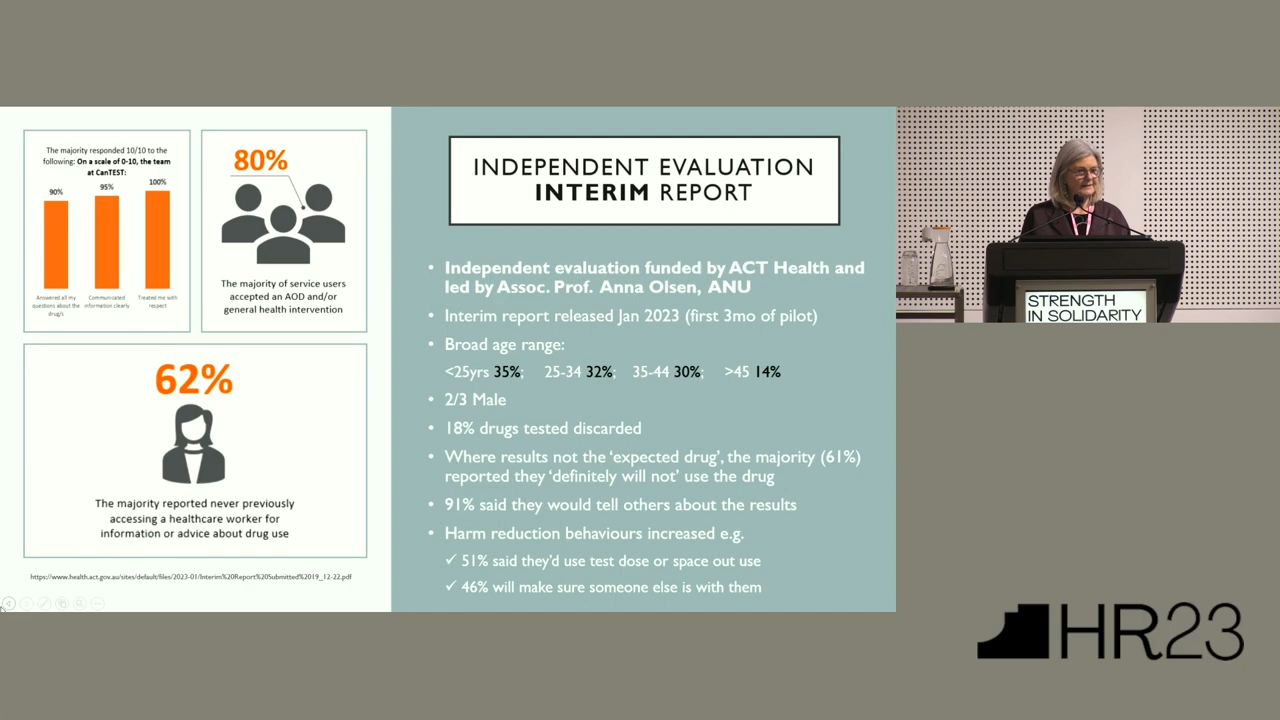 The majority responded 10/10 to the
following: On a scale of 0-10, the team
at CanTEST:
90%
95%
100%
Answered all my
questions about the
drug/s
Communicated
information clearly
Treated me with
respect
80%
The majority of service users
accepted an AOD and/or
general health intervention
62%
The majority reported never previously
accessing a healthcare worker for
information or advice about drug use
https://www.health.act.gov.au/sites/default/files/2023-01/Interim%20Report%20Submitted%2019_12-22.pdf
INDEPENDENT EVALUATION
INTERIM REPORT
• Independent evaluation funded by ACT Health and
led by Assoc. Prof. Anna Olsen, ANU
• Interim report released Jan 2023 (first 3mo of pilot)
• Broad age range:
<25yrs 35%; 25-34 32%; 35-44 30%; >45 14%
• 2/3 Male
• 18% drugs tested discarded
• Where results not the ‘expected drug’, the majority (61%)
reported they ‘definitely will not’ use the drug
• 91% said they would tell others about the results
• Harm reduction behaviours increased e.g.
✓ 51% said they’d use test dose or space out use
✓ 46% will make sure someone else is with them
STRENGTH
IN SOLIDARITY
HR23